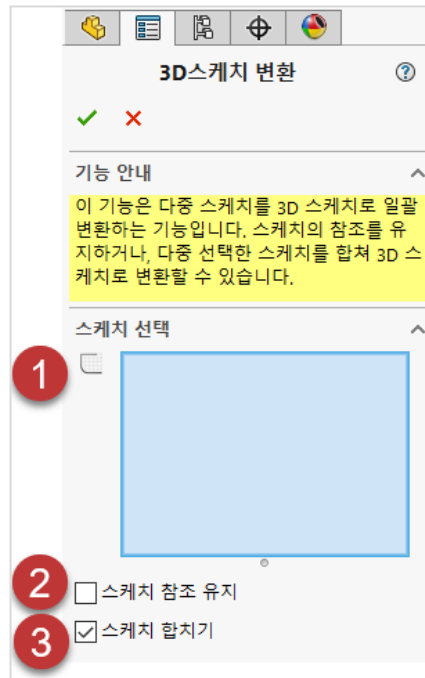 3D스케치 변환
기능 안내
이 기능은 다중 스케치를 3D 스케치로 일괄
변환하는 기능입니다. 스케치의 참조를 유
지하거나, 다중 선택한 스케치를 합쳐 3D 스
케치로 변환할 수 있습니다.
스케치 선택
1
2
스케치 참조 유지
3
스케치 합치기